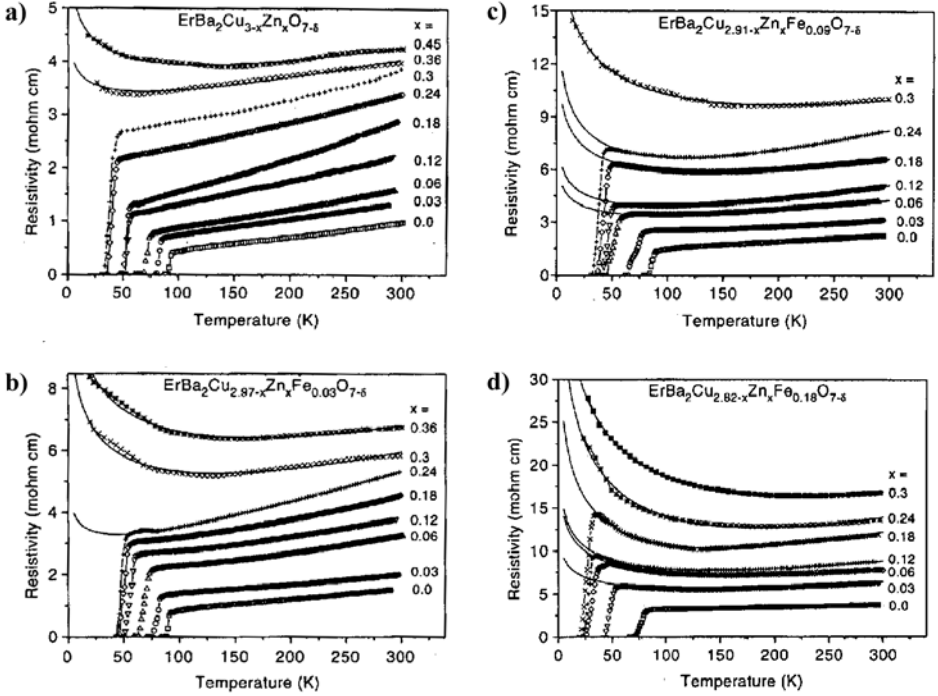 a)
ErBa₂Cu₃₋ₓZnₓO₇₋δ
x =
0.45
0.36
0.3
0.24
0.18
0.12
0.06
0.03
0.0
5
4
3
2
1
0
Resistivity (mohm cm)
0 50 100 150 200 250 300
Temperature (K)
b)
ErBa₂Cu₂.₉₇₋ₓZnₓFe₀.₀₃O₇₋δ
x =
0.36
0.3
0.24
0.18
0.12
0.06
0.03
0.0
8
6
4
2
0
Resistivity (mohm cm)
0 50 100 150 200 250 300
Temperature (K)
c)
ErBa₂Cu₂.₉₁₋ₓZnₓFe₀.₀₉O₇₋δ
x =
0.3
0.24
0.18
0.12
0.06
0.03
0.0
15
12
9
6
3
0
Resistivity (mohm cm)
0 50 100 150 200 250 300
Temperature (K)
d)
ErBa₂Cu₂.₈₂₋ₓZnₓFe₀.₁₈O₇₋δ
x =
0.3
0.24
0.18
0.12
0.06
0.03
0.0
30
25
20
15
10
5
0
Resistivity (mohm cm)
0 50 100 150 200 250 300
Temperature (K)